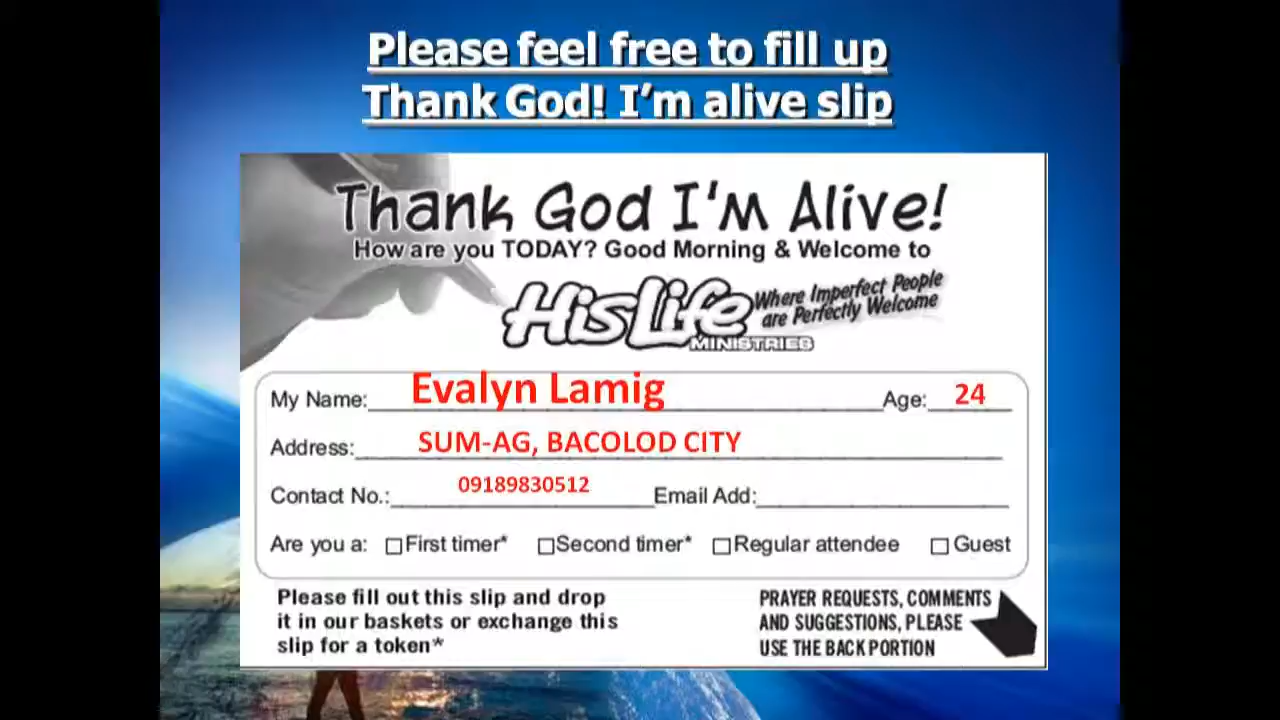 Please feel free to fill up
Thank God! I'm alive slip
Thank God I'm Alive!
How are you TODAY? Good Morning & Welcome to
HisLife
MINISTRIES
Where Imperfect People
are Perfectly Welcome
My Name: Evalyn Lamig Age: 24
Address: SUM-AG, BACOLOD CITY
Contact No.: 09189830512 Email Add:
Are you a: First timer* Second timer* Regular attendee Guest
Please fill out this slip and drop
it in our baskets or exchange this
slip for a token*
PRAYER REQUESTS, COMMENTS
AND SUGGESTIONS, PLEASE
USE THE BACK PORTION